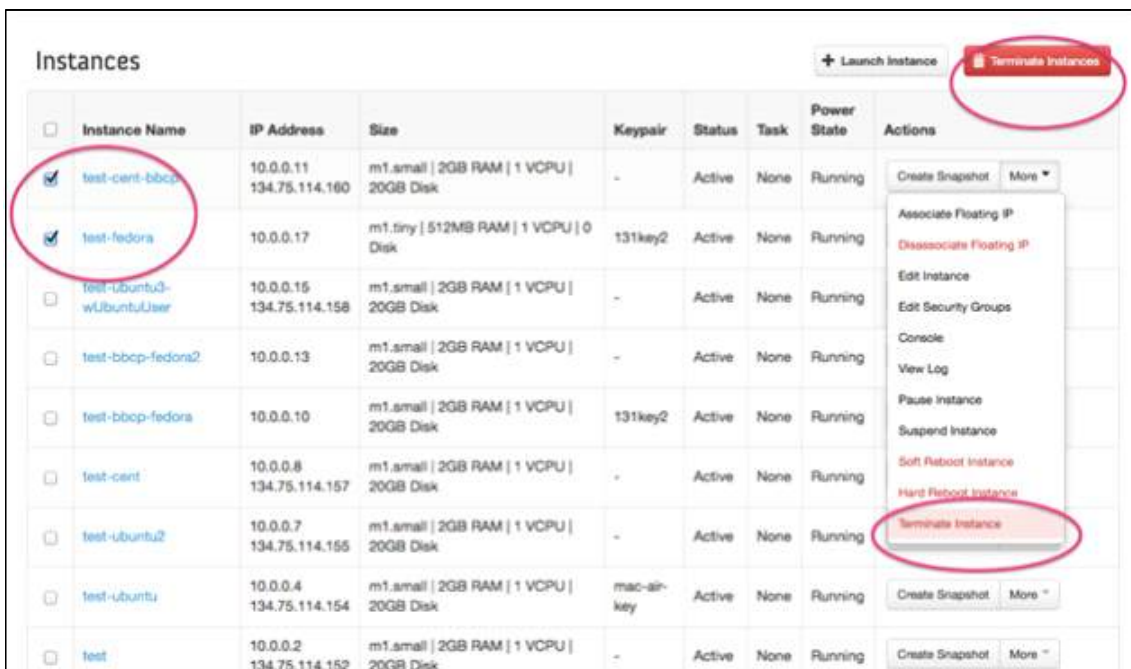 Instances
+ Launch Instance
Terminate Instances
Instance Name IP Address Size Keypair Status Task Power State Actions
test-cent-bbcp 10.0.0.11 m1.small | 2GB RAM | 1 VCPU | - Active None Running Create Snapshot More
134.75.114.160 20GB Disk
test-fedora 10.0.0.17 m1.tiny | 512MB RAM | 1 VCPU | 0 131key2 Active None Running
Disk
test-ubuntu3- 10.0.0.15 m1.small | 2GB RAM | 1 VCPU | - Active None Running
wUbuntuUser 134.75.114.158 20GB Disk
test-bbcp-fedora2 10.0.0.13 m1.small | 2GB RAM | 1 VCPU | - Active None Running
20GB Disk
test-bbcp-fedora 10.0.0.10 m1.small | 2GB RAM | 1 VCPU | 131key2 Active None Running
20GB Disk
test-cent 10.0.0.8 m1.small | 2GB RAM | 1 VCPU | - Active None Running
134.75.114.157 20GB Disk
test-ubuntu2 10.0.0.7 m1.small | 2GB RAM | 1 VCPU | - Active None Running
134.75.114.155 20GB Disk
Associate Floating IP
Disassociate Floating IP
Edit Instance
Edit Security Groups
Console
View Log
Pause Instance
Suspend Instance
Soft Reboot Instance
Hard Reboot Instance
Terminate Instance
test-ubuntu 10.0.0.4 m1.small | 2GB RAM | 1 VCPU | mac-air- Active None Running Create Snapshot More
134.75.114.154 20GB Disk key
test 10.0.0.2 m1.small | 2GB RAM | 1 VCPU | - Active None Running Create Snapshot More
134.75.114.152 20GB Disk